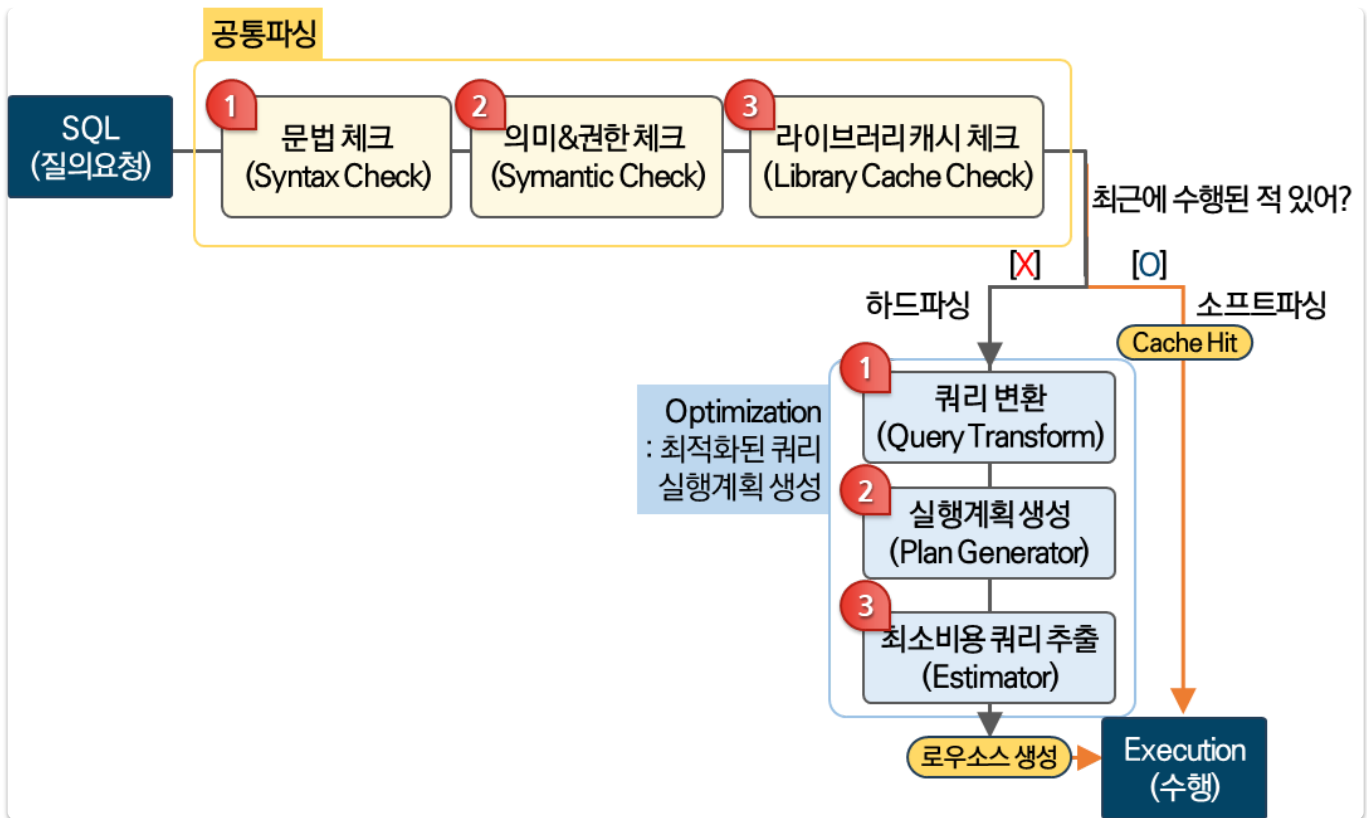 공통파싱
SQL
(질의요청)
1
문법 체크
(Syntax Check)
2
의미&권한 체크
(Symantic Check)
3
라이브러리 캐시 체크
(Library Cache Check)
최근에 수행된 적 있어?
[X]
[O]
하드파싱
소프트파싱
Cache Hit
Optimization
: 최적화된 쿼리
실행계획 생성
1
쿼리 변환
(Query Transform)
2
실행계획 생성
(Plan Generator)
3
최소비용 쿼리 추출
(Estimator)
로우소스 생성
Execution
(수행)